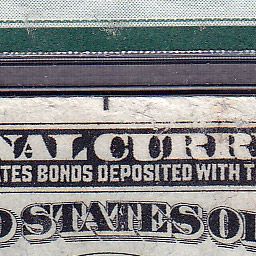 NAL CURR
ATES BONDS DEPOSITED WITH T
D STATES O